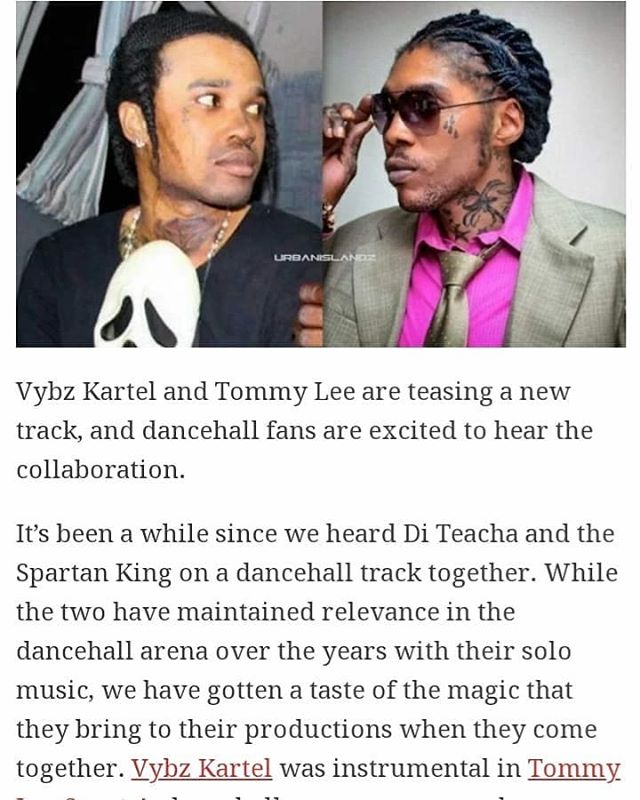 URBANISLANDZ
Vybz Kartel and Tommy Lee are teasing a new
track, and dancehall fans are excited to hear the
collaboration.
It’s been a while since we heard Di Teacha and the
Spartan King on a dancehall track together. While
the two have maintained relevance in the
dancehall arena over the years with their solo
music, we have gotten a taste of the magic that
they bring to their productions when they come
together. Vybz Kartel was instrumental in Tommy